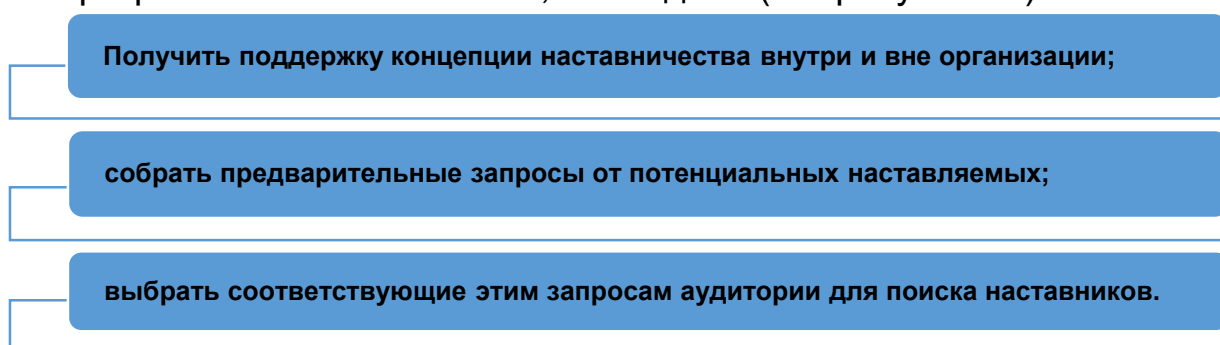 Получить поддержку концепции наставничества внутри и вне организации;
собрать предварительные запросы от потенциальных наставляемых;
выбрать соответствующие этим запросам аудитории для поиска наставников.